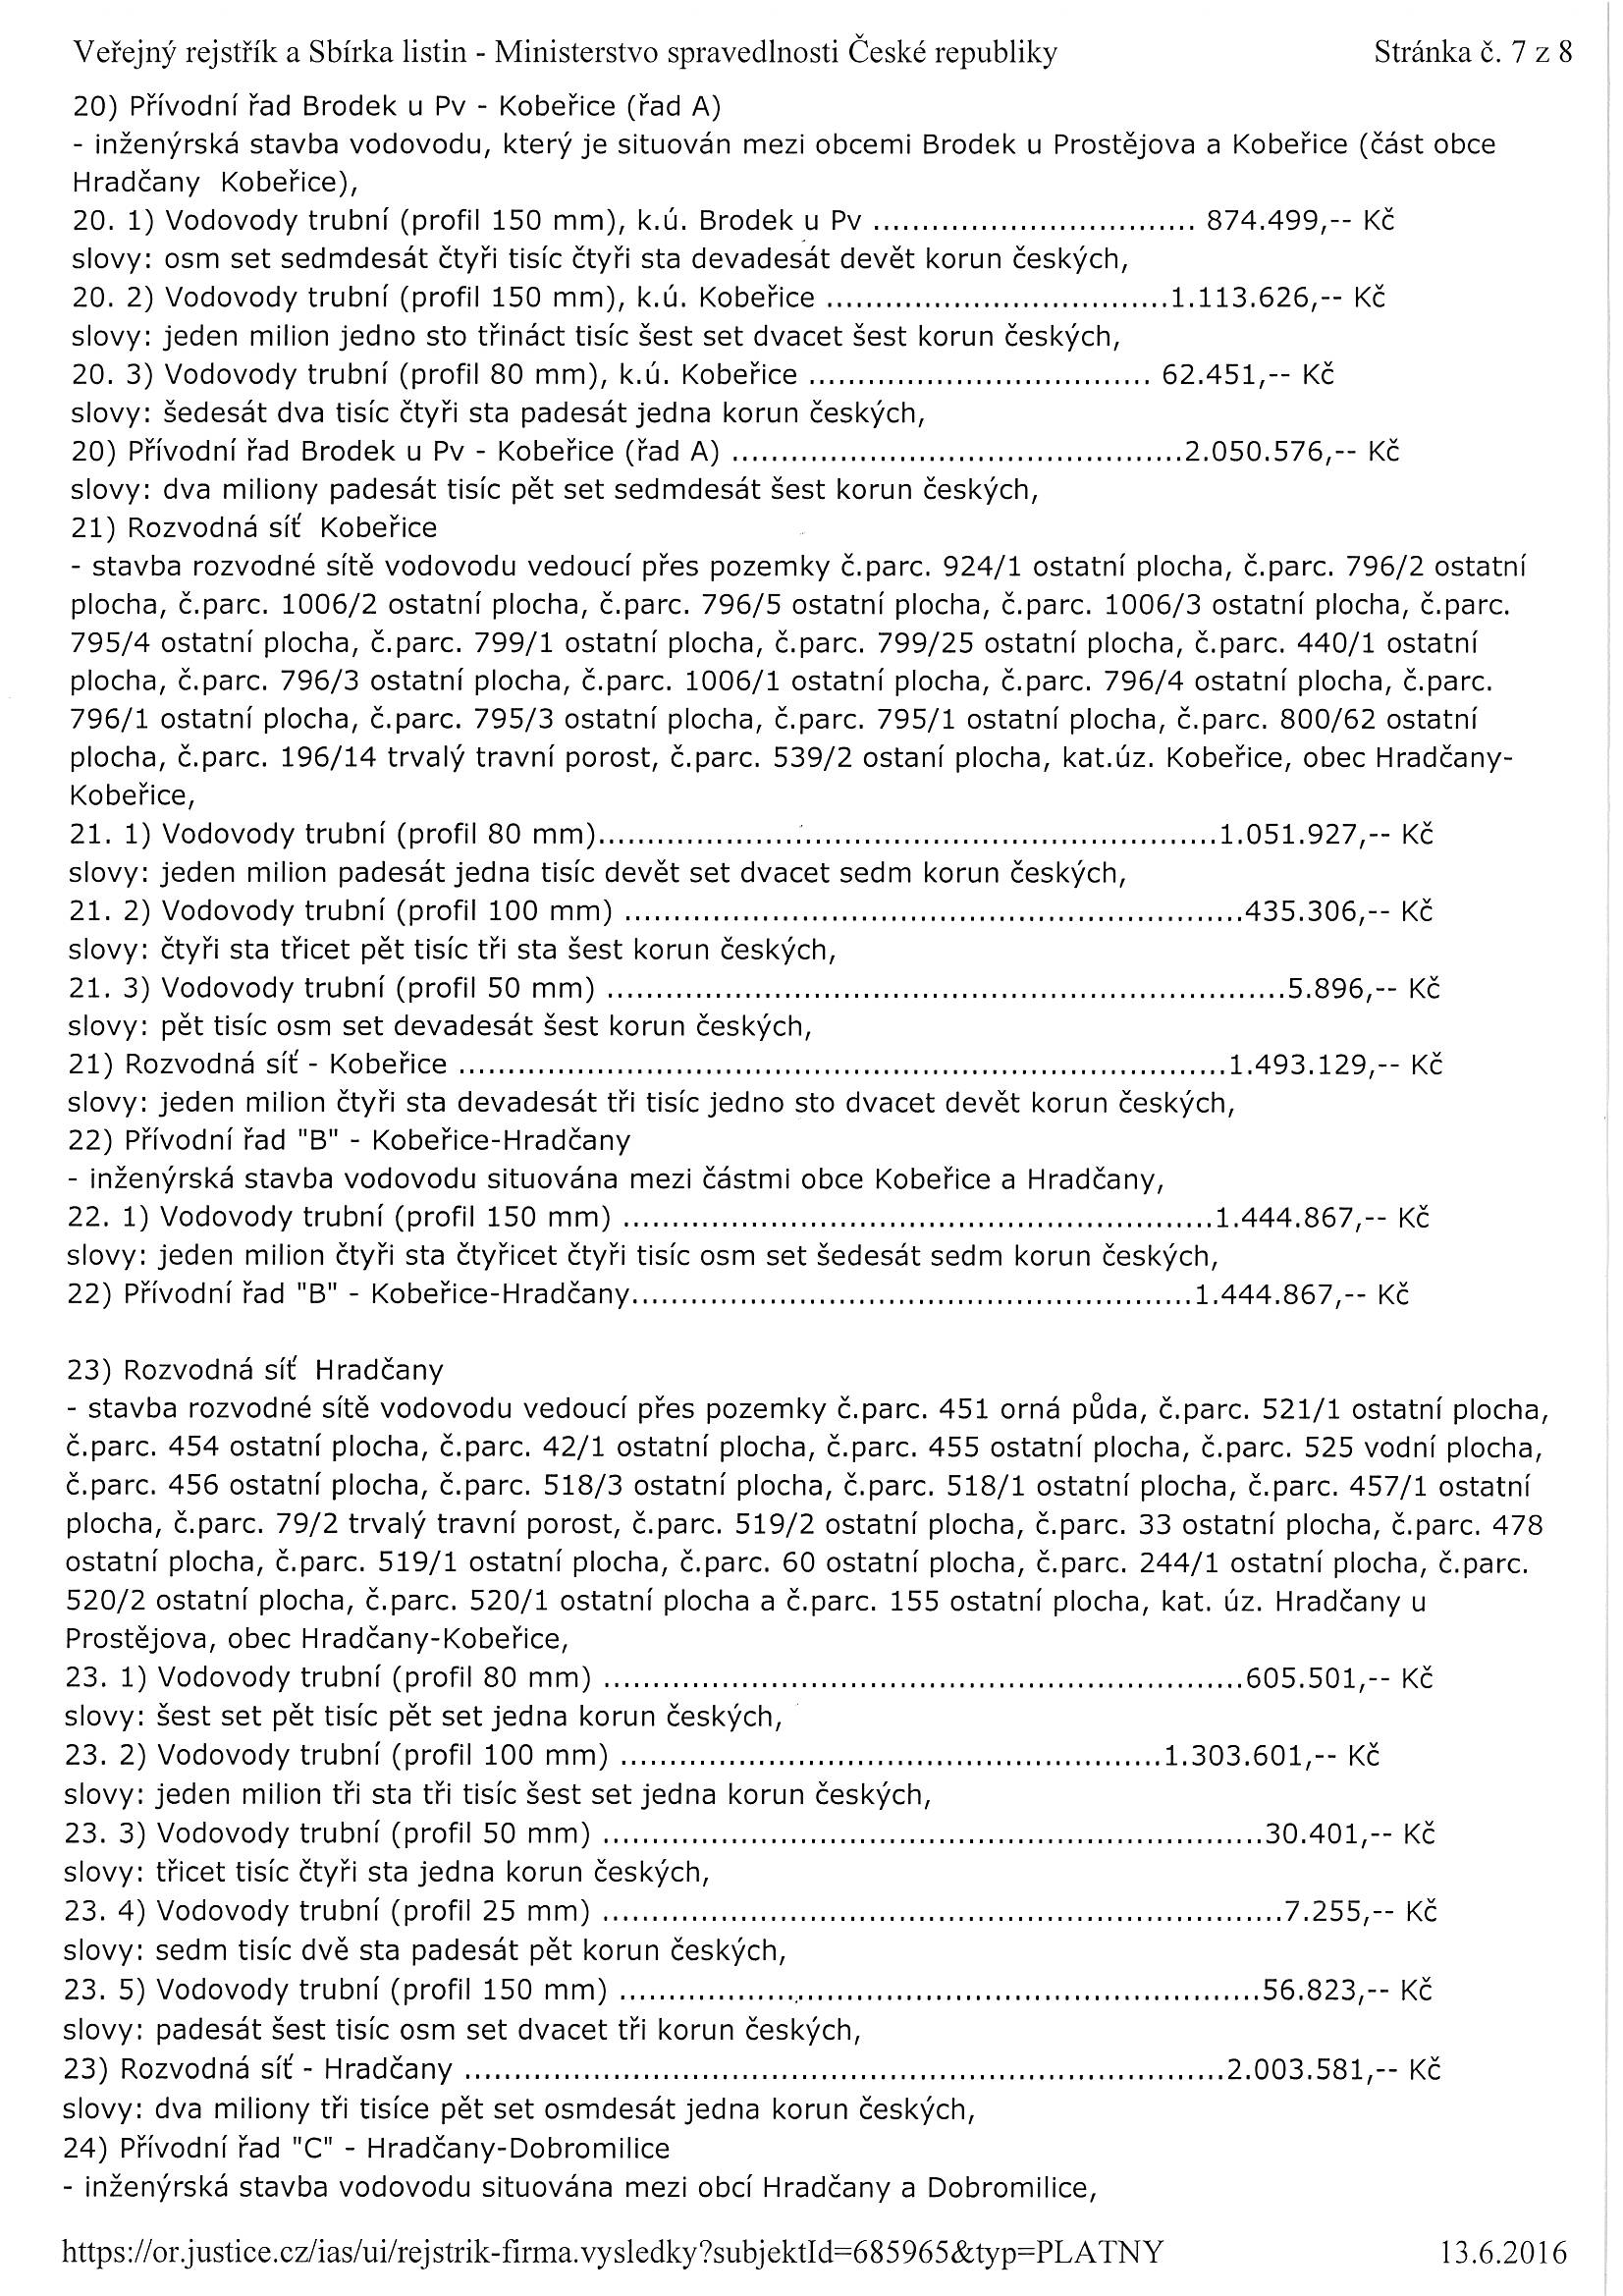 Veřejný rejstřík a Sbírka listin - Ministerstvo spravedlnosti České republiky Stránka č. 7 z 8
20) Přívodní řad Brodek u Pv - Kobeřice (řad A)
- inženýrská stavba vodovodu, který je situován mezi obcemi Brodek u Prostějova a Kobeřice (část obce
Hradčany  Kobeřice),
20. 1) Vodovody trubní (profil 150 mm), k.ú. Brodek u Pv ................................. 874.499,-- Kč
slovy: osm set sedmdesát čtyři tisíc čtyři sta devadesát devět korun českých,
20. 2) Vodovody trubní (profil 150 mm), k.ú. Kobeřice ...................................1.113.626,-- Kč
slovy: jeden milion jedno sto třináct tisíc šest set dvacet šest korun českých,
20. 3) Vodovody trubní (profil 80 mm), k.ú. Kobeřice ................................... 62.451,-- Kč
slovy: šedesát dva tisíc čtyři sta padesát jedna korun českých,
20) Přívodní řad Brodek u Pv - Kobeřice (řad A) ..............................................2.050.576,-- Kč
slovy: dva miliony padesát tisíc pět set sedmdesát šest korun českých,
21) Rozvodná síť  Kobeřice
- stavba rozvodné sítě vodovodu vedoucí přes pozemky č.parc. 924/1 ostatní plocha, č.parc. 796/2 ostatní
plocha, č.parc. 1006/2 ostatní plocha, č.parc. 796/5 ostatní plocha, č.parc. 1006/3 ostatní plocha, č.parc.
795/4 ostatní plocha, č.parc. 799/1 ostatní plocha, č.parc. 799/25 ostatní plocha, č.parc. 440/1 ostatní
plocha, č.parc. 796/3 ostatní plocha, č.parc. 1006/1 ostatní plocha, č.parc. 796/4 ostatní plocha, č.parc.
796/1 ostatní plocha, č.parc. 795/3 ostatní plocha, č.parc. 795/1 ostatní plocha, č.parc. 800/62 ostatní
plocha, č.parc. 196/14 trvalý travní porost, č.parc. 539/2 ostaní plocha, kat.úz. Kobeřice, obec Hradčany-
Kobeřice,
21. 1) Vodovody trubní (profil 80 mm)...............................................................1.051.927,-- Kč
slovy: jeden milion padesát jedna tisíc devět set dvacet sedm korun českých,
21. 2) Vodovody trubní (profil 100 mm) ...............................................................435.306,-- Kč
slovy: čtyři sta třicet pět tisíc tři sta šest korun českých,
21. 3) Vodovody trubní (profil 50 mm) .....................................................................5.896,-- Kč
slovy: pět tisíc osm set devadesát šest korun českých,
21) Rozvodná síť - Kobeřice ..............................................................................1.493.129,-- Kč
slovy: jeden milion čtyři sta devadesát tři tisíc jedno sto dvacet devět korun českých,
22) Přívodní řad "B" - Kobeřice-Hradčany
- inženýrská stavba vodovodu situována mezi částmi obce Kobeřice a Hradčany,
22. 1) Vodovody trubní (profil 150 mm) ............................................................1.444.867,-- Kč
slovy: jeden milion čtyři sta čtyřicet čtyři tisíc osm set šedesát sedm korun českých,
22) Přívodní řad "B" - Kobeřice-Hradčany.........................................................1.444.867,-- Kč
23) Rozvodná síť  Hradčany
- stavba rozvodné sítě vodovodu vedoucí přes pozemky č.parc. 451 orná půda, č.parc. 521/1 ostatní plocha,
č.parc. 454 ostatní plocha, č.parc. 42/1 ostatní plocha, č.parc. 455 ostatní plocha, č.parc. 525 vodní plocha,
č.parc. 456 ostatní plocha, č.parc. 518/3 ostatní plocha, č.parc. 518/1 ostatní plocha, č.parc. 457/1 ostatní
plocha, č.parc. 79/2 trvalý travní porost, č.parc. 519/2 ostatní plocha, č.parc. 33 ostatní plocha, č.parc. 478
ostatní plocha, č.parc. 519/1 ostatní plocha, č.parc. 60 ostatní plocha, č.parc. 244/1 ostatní plocha, č.parc.
520/2 ostatní plocha, č.parc. 520/1 ostatní plocha a č.parc. 155 ostatní plocha, kat. úz. Hradčany u
Prostějova, obec Hradčany-Kobeřice,
23. 1) Vodovody trubní (profil 80 mm) .................................................................605.501,-- Kč
slovy: šest set pět tisíc pět set jedna korun českých,
23. 2) Vodovody trubní (profil 100 mm) .......................................................1.303.601,-- Kč
slovy: jeden milion tři sta tři tisíc šest set jedna korun českých,
23. 3) Vodovody trubní (profil 50 mm) ...................................................................30.401,-- Kč
slovy: třicet tisíc čtyři sta jedna korun českých,
23. 4) Vodovody trubní (profil 25 mm) .....................................................................7.255,-- Kč
slovy: sedm tisíc dvě sta padesát pět korun českých,
23. 5) Vodovody trubní (profil 150 mm) .................................................................56.823,-- Kč
slovy: padesát šest tisíc osm set dvacet tři korun českých,
23) Rozvodná síť - Hradčany .............................................................................2.003.581,-- Kč
slovy: dva miliony tři tisíce pět set osmdesát jedna korun českých,
24) Přívodní řad "C" - Hradčany-Dobromilice
- inženýrská stavba vodovodu situována mezi obcí Hradčany a Dobromilice,
https://or.justice.cz/ias/ui/rejstrik-firma.vysledky?subjektId=685965&typ=PLATNY 13.6.2016